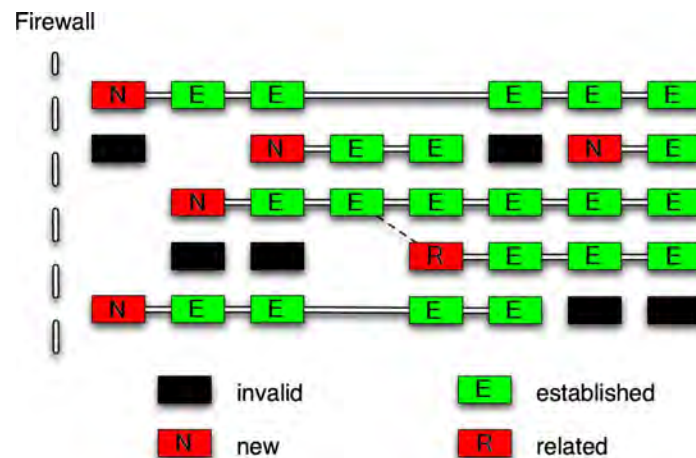 Firewall
N E E E E E
N E E N E
N E E E E E E
R E E E
N E E E E
invalid E established
N new R related